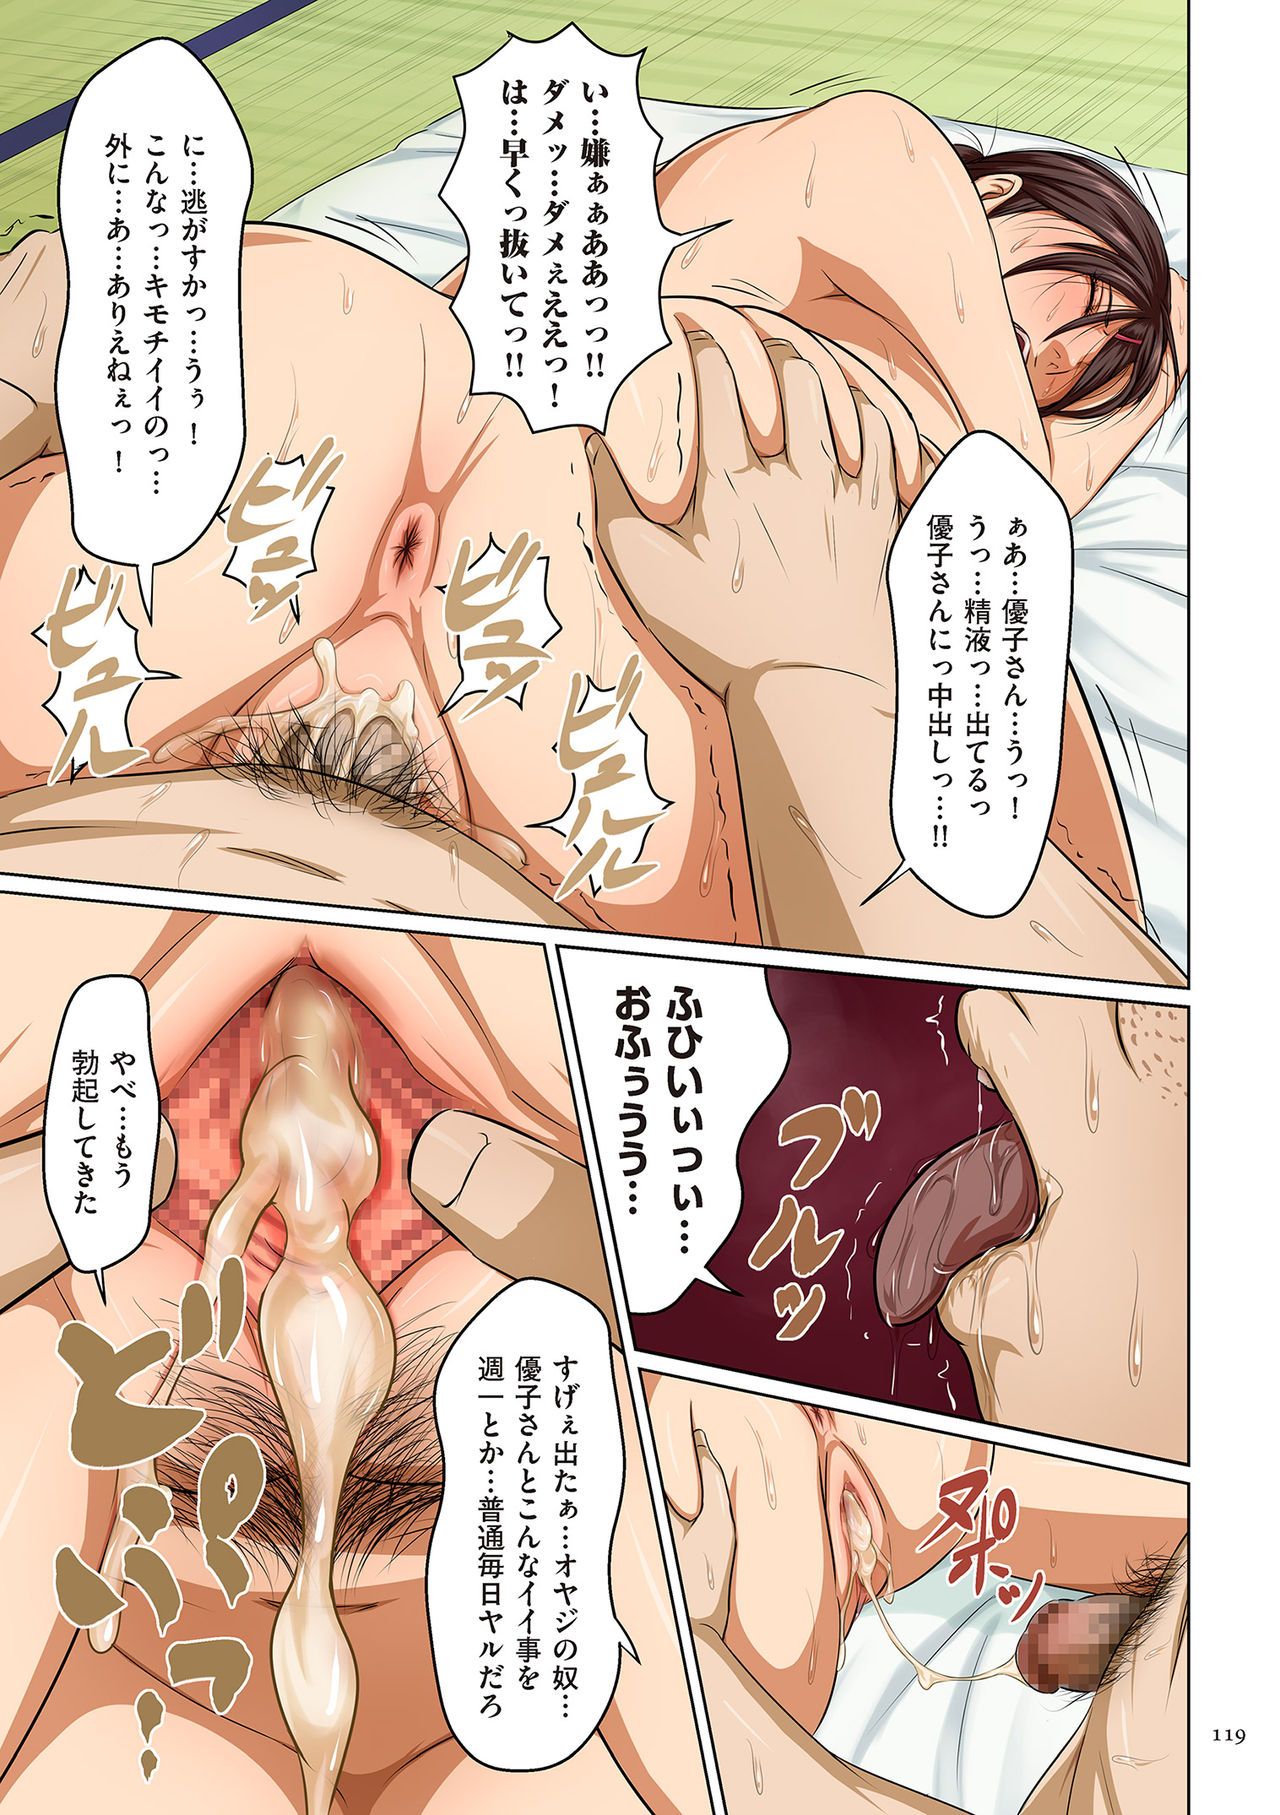 い…嫌ぁぁああっっ!!
ダメッ…ダメぇええっ!
は…早くっ抜いてっ!!
に…逃がすかっ…うぅ!
こんなっ…キモチイイのっ…
外に…あ…ありえねぇっ!
ぁあ…優子さん…うっ!
うっ…精液っ…出てるっ
優子さんにっ中出しっ…!!
ビュッ
ビュッ
ビュル
ビュルル
ふひいぃっぃ…
おふぅうう…
ブルルッ
ヌポッ
やべ…もう
勃起してきた
すげぇ出たぁ…オヤジの奴…
優子さんとこんなイイ事を
週一とか…普通毎日ヤルだろ
どぷぷっ…
119